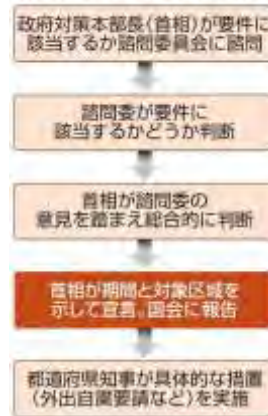 政府対策本部長(首相)が要件に
該当するか諮問委員会に諮問
諮問委が要件に
該当するかどうか判断
首相が諮問委の
意見を踏まえ総合的に判断
首相が期間と対象区域を
示して宣言。国会に報告
都道府県知事が具体的な措置
(外出自粛要請など)を実施